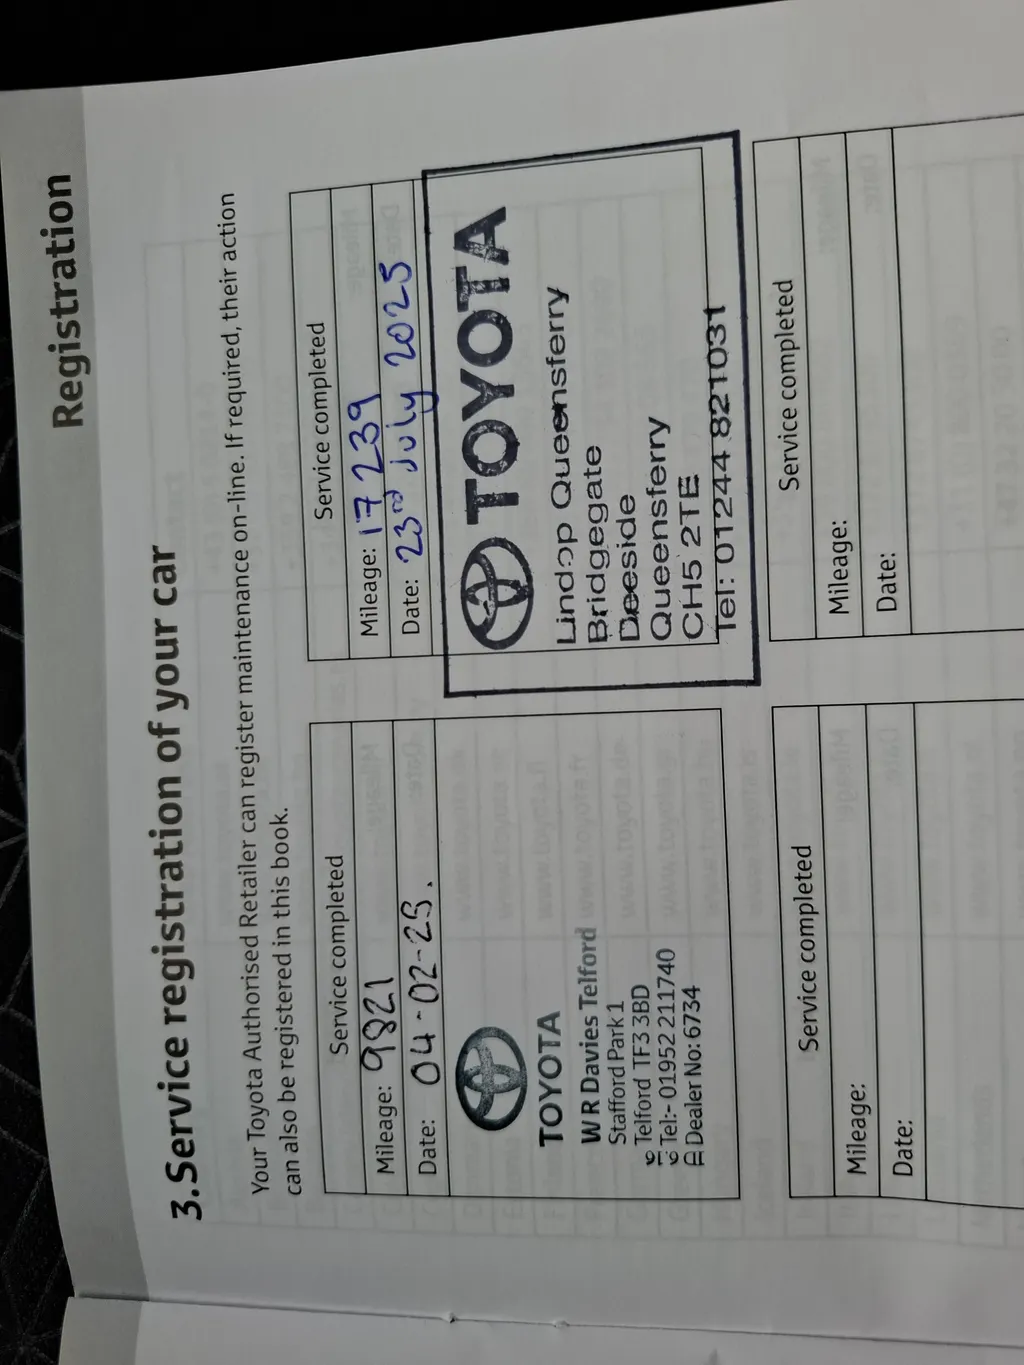 Registration
3.Service registration of your car
Your Toyota Authorised Retailer can register maintenance on-line. If required, their action
can also be registered in this book.
Service completed
Mileage: 9821
Date: 04-02-25.
TOYOTA
W R Davies Telford
Stafford Park 1
Telford TF3 3BD
Tel:- 01952 211740
Dealer No: 6734
Service completed
Mileage: 17239
Date: 23rd July 2025
TOYOTA
Lindop Queensferry
Bridgegate
Deeside
Queensferry
CH5 2TE
Tel: 01244 821031
Service completed
Mileage:
Date:
Service completed
Mileage:
Date: